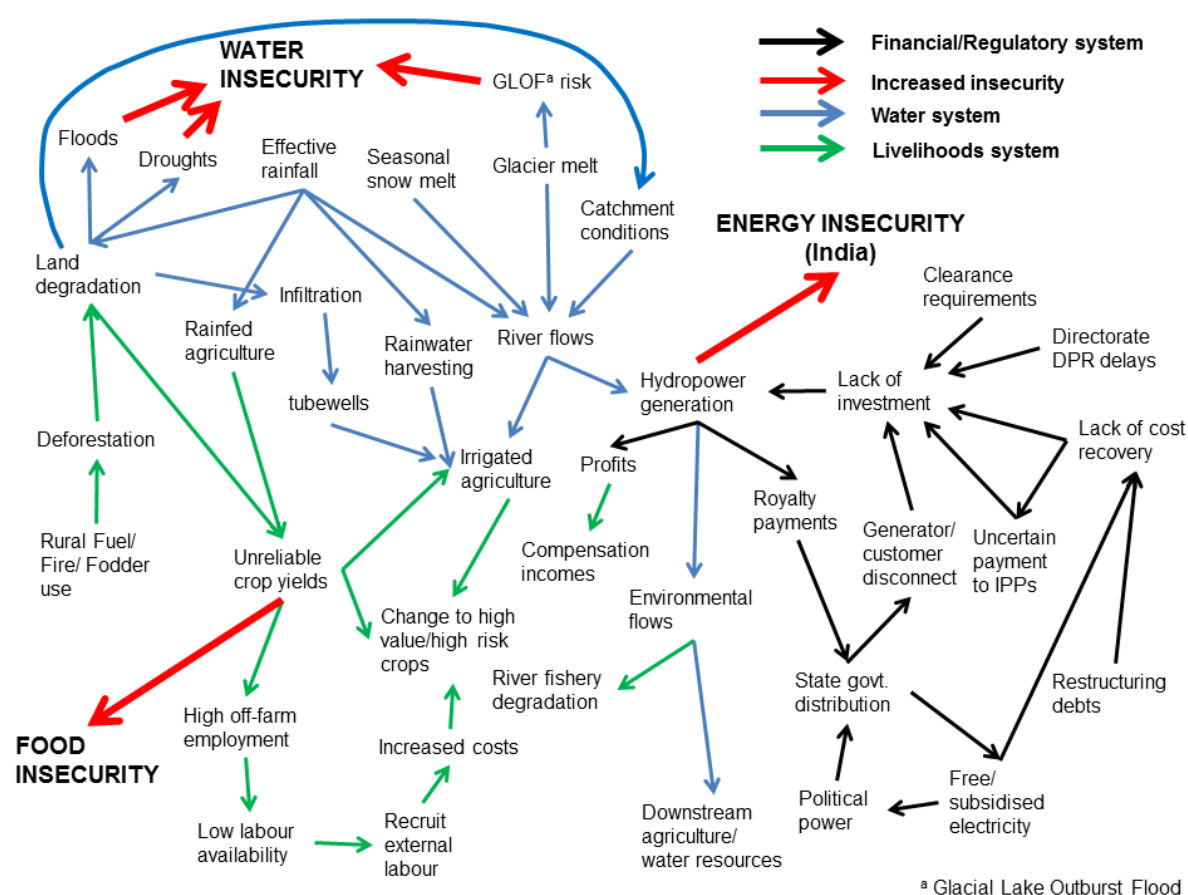 WATER
INSECURITY
GLOFª risk
Financial/Regulatory system
Increased insecurity
Water system
Livelihoods system
Floods
Droughts
Effective
rainfall
Seasonal
snow melt
Glacier melt
Catchment
conditions
ENERGY INSECURITY
(India)
Land
degradation
Infiltration
Rainfed
agriculture
Rainwater
harvesting
River flows
Clearance
requirements
Directorate
DPR delays
Hydropower
generation
Lack of
investment
tubewells
Deforestation
Irrigated
agriculture
Profits
Lack of cost
recovery
Royalty
payments
Rural Fuel/
Fire/ Fodder
use
Unreliable
crop yields
Compensation
incomes
Generator/
customer
disconnect
Uncertain
payment
to IPPs
Change to high
value/high risk
crops
Environmental
flows
River fishery
degradation
State govt.
distribution
Restructuring
debts
High off-farm
employment
FOOD
INSECURITY
Increased costs
Low labour
availability
Recruit
external
labour
Downstream
agriculture/
water resources
Political
power
Free/
subsidised
electricity
ª Glacial Lake Outburst Flood